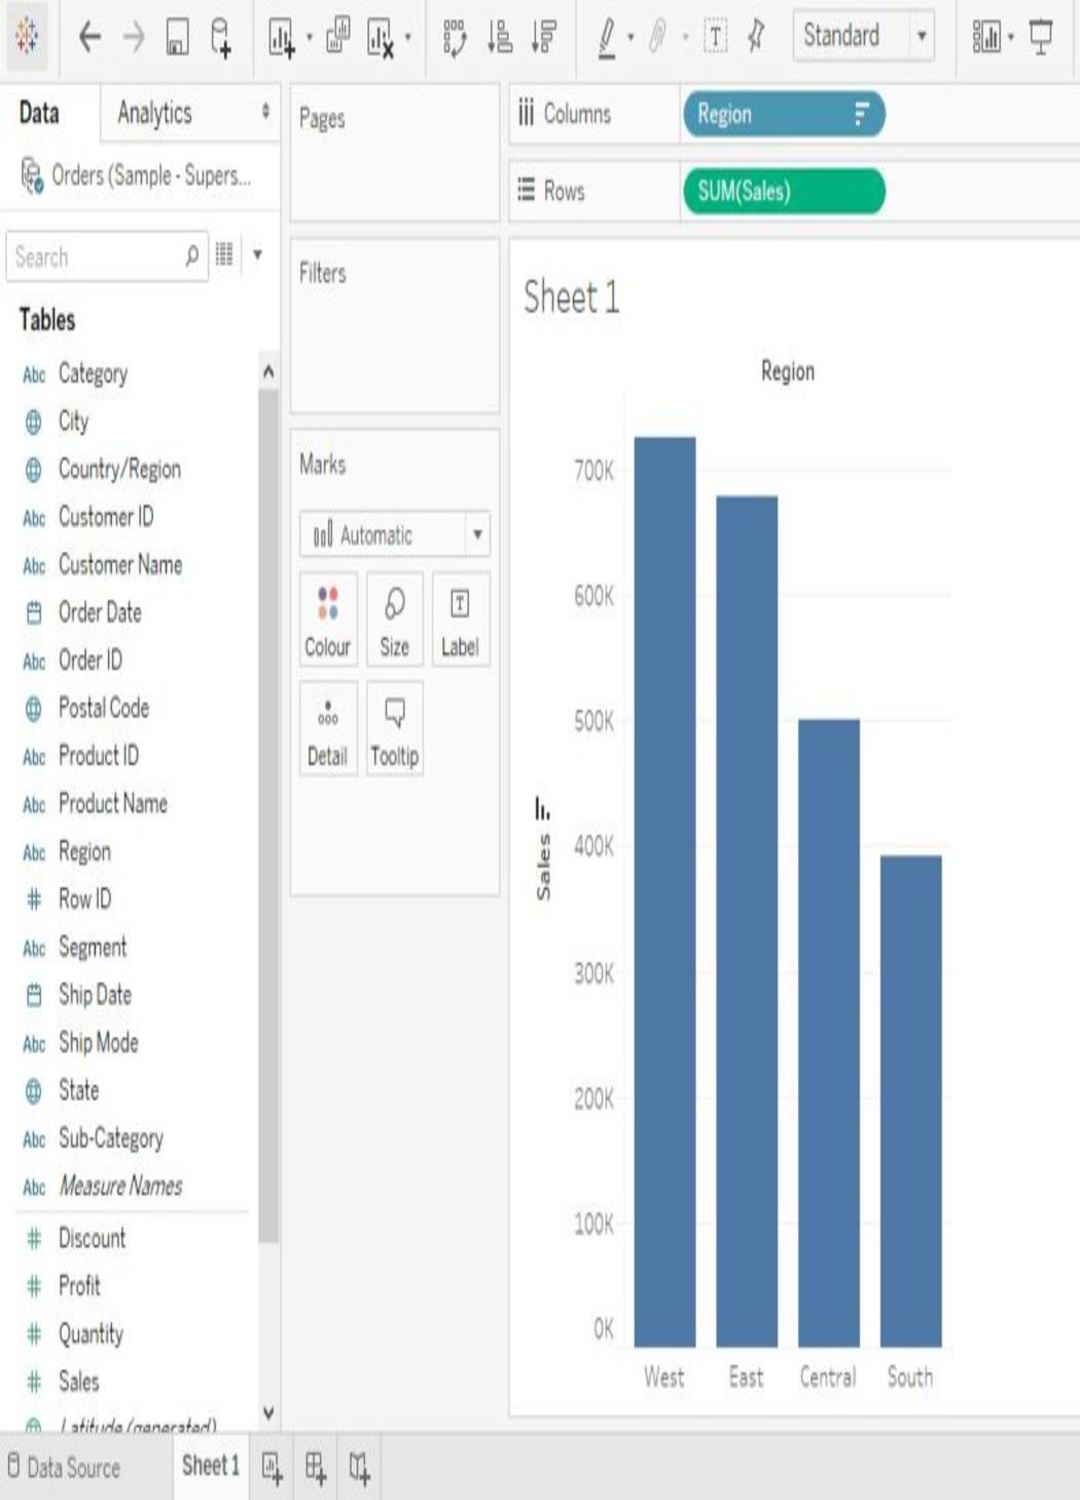 Standard
Data
Analytics
Orders (Sample - Supers...
Search
Tables
Abc Category
City
Country/Region
Abc Customer ID
Abc Customer Name
Order Date
Abc Order ID
Postal Code
Abc Product ID
Abc Product Name
Abc Region
# Row ID
Abc Segment
Ship Date
Abc Ship Mode
State
Abc Sub-Category
Abc Measure Names
# Discount
# Profit
# Quantity
# Sales
Latitude (generated)
Pages
Filters
Marks
Automatic
Colour
Size
T
Label
Detail
Tooltip
Columns
Region
Rows
SUM(Sales)
Sheet 1
Region
700K
600K
500K
400K
300K
200K
100K
0K
Sales
West
East
Central
South
Data Source
Sheet 1